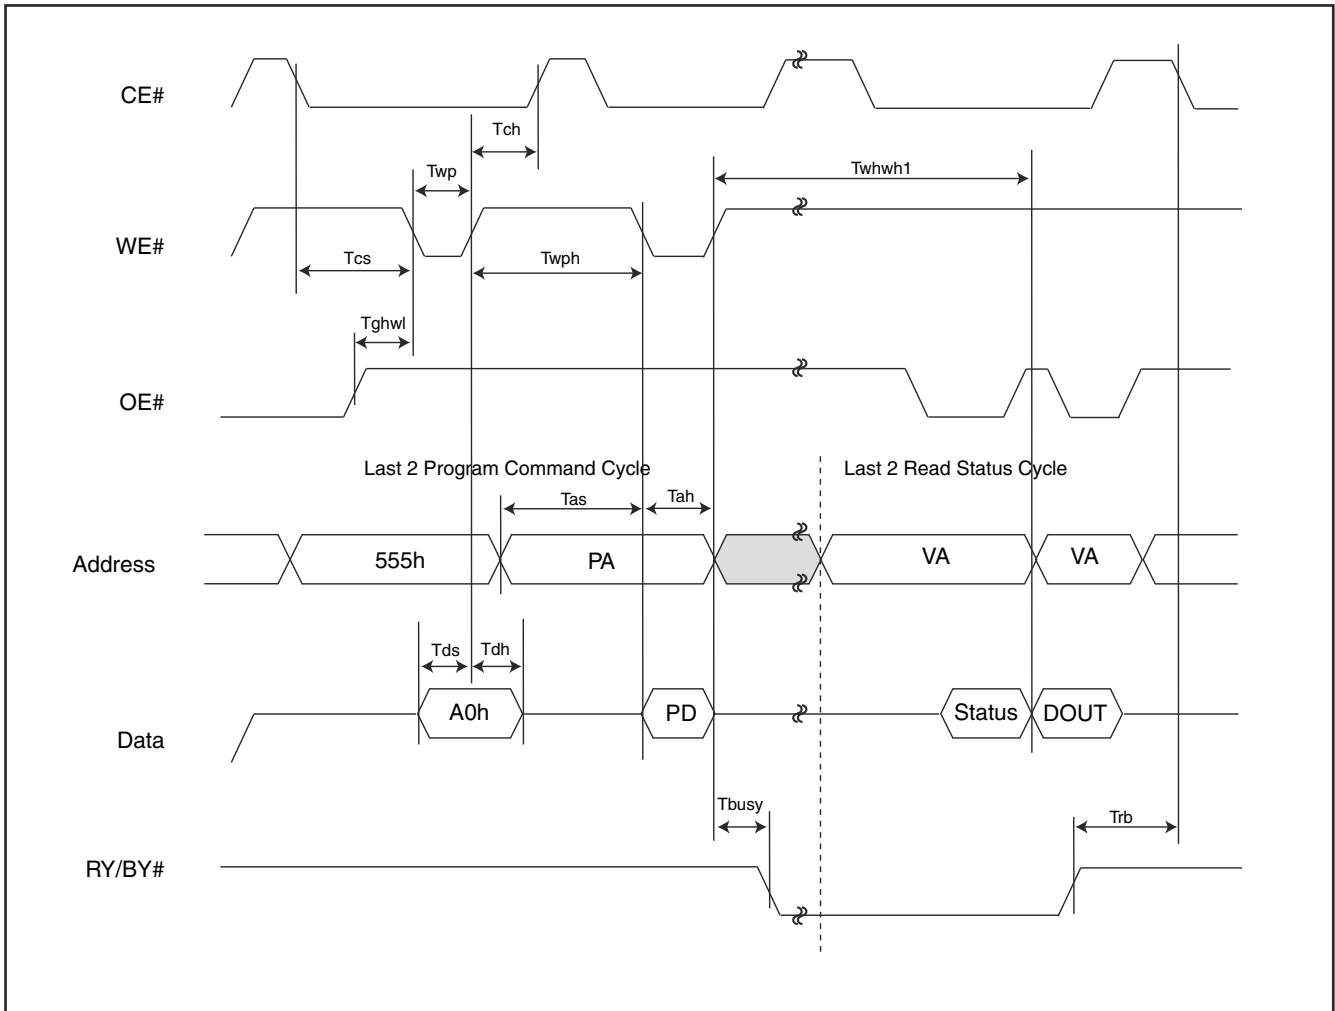 CE#
Tch
Twp
Twhwh1
WE#
Tcs
Twph
Tghwl
OE#
Last 2 Program Command Cycle
Last 2 Read Status Cycle
Tas
Tah
Address
555h
PA
VA
VA
Tds
Tdh
A0h
PD
Status
DOUT
Data
Tbusy
Trb
RY/BY#